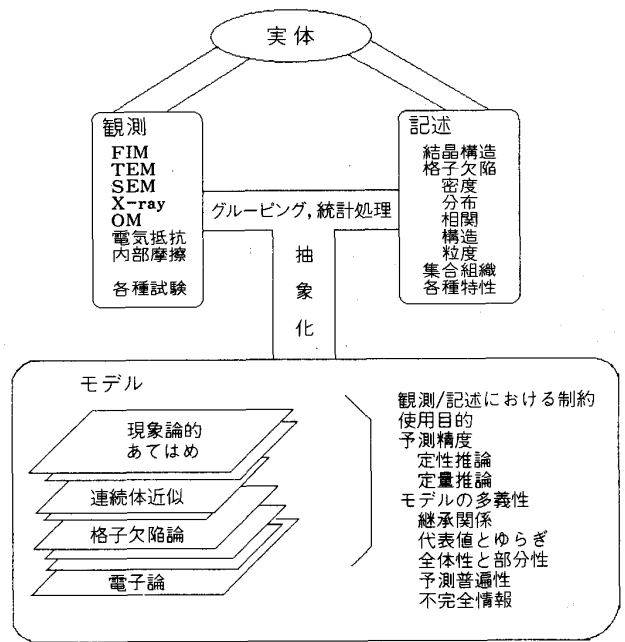 実体
観測
FIM
TEM
SEM
X-ray
OM
電気抵抗
内部摩擦
各種試験
記述
結晶構造
格子欠陥
密度
分布
相関
構造
粒度
集合組織
各種特性
グルーピング,統計処理
抽
象
化
モデル
現象論的
あてはめ
連続体近似
格子欠陥論
電子論
観測/記述における制約
使用目的
予測精度
定性推論
定量推論
モデルの多義性
継承関係
代表値とゆらぎ
全体性と部分性
予測普遍性
不完全情報